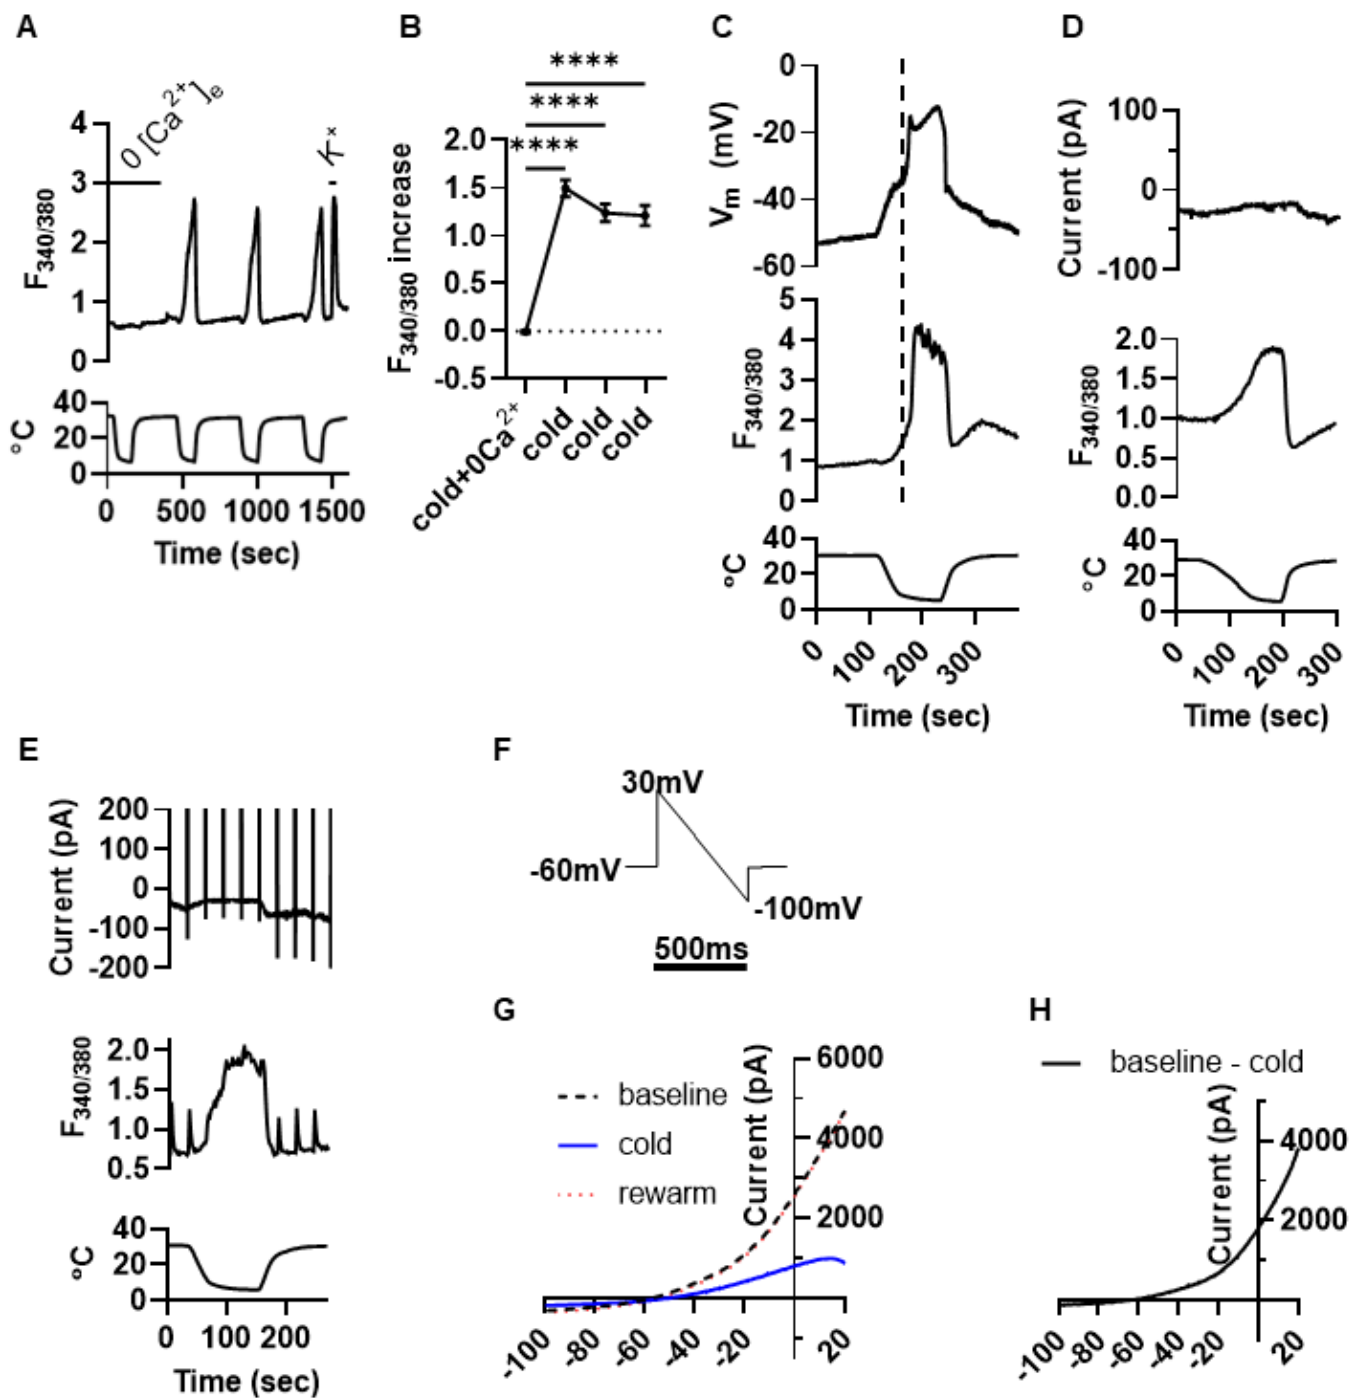 A
0 [Ca²⁺]ₑ
K⁺
4
3
2
1
0
F340/380
40
20
0
°C
0 500 1000 1500
Time (sec)
B
****
****
****
2.0
1.5
1.0
0.5
0.0
-0.5
F340/380 increase
cold+0Ca²⁺
cold
cold
cold
C
0
-20
-40
-60
Vm (mV)
5
4
3
2
1
0
F340/380
40
20
0
°C
0 100 200 300
Time (sec)
D
100
0
-100
Current (pA)
2.0
1.5
1.0
0.5
0.0
F340/380
40
20
0
°C
0 100 200 300
Time (sec)
E
200
100
0
-100
-200
Current (pA)
2.0
1.5
1.0
0.5
F340/380
40
20
0
°C
0 200
Time (sec)
F
30mV
-60mV
-100mV
500ms
G
baseline
cold
rewarm
Current (pA)
6000
4000
2000
-100 -80 -60 -40 -20 20
H
baseline - cold
Current (pA)
4000
2000
-100 -80 -60 -40 -20 20